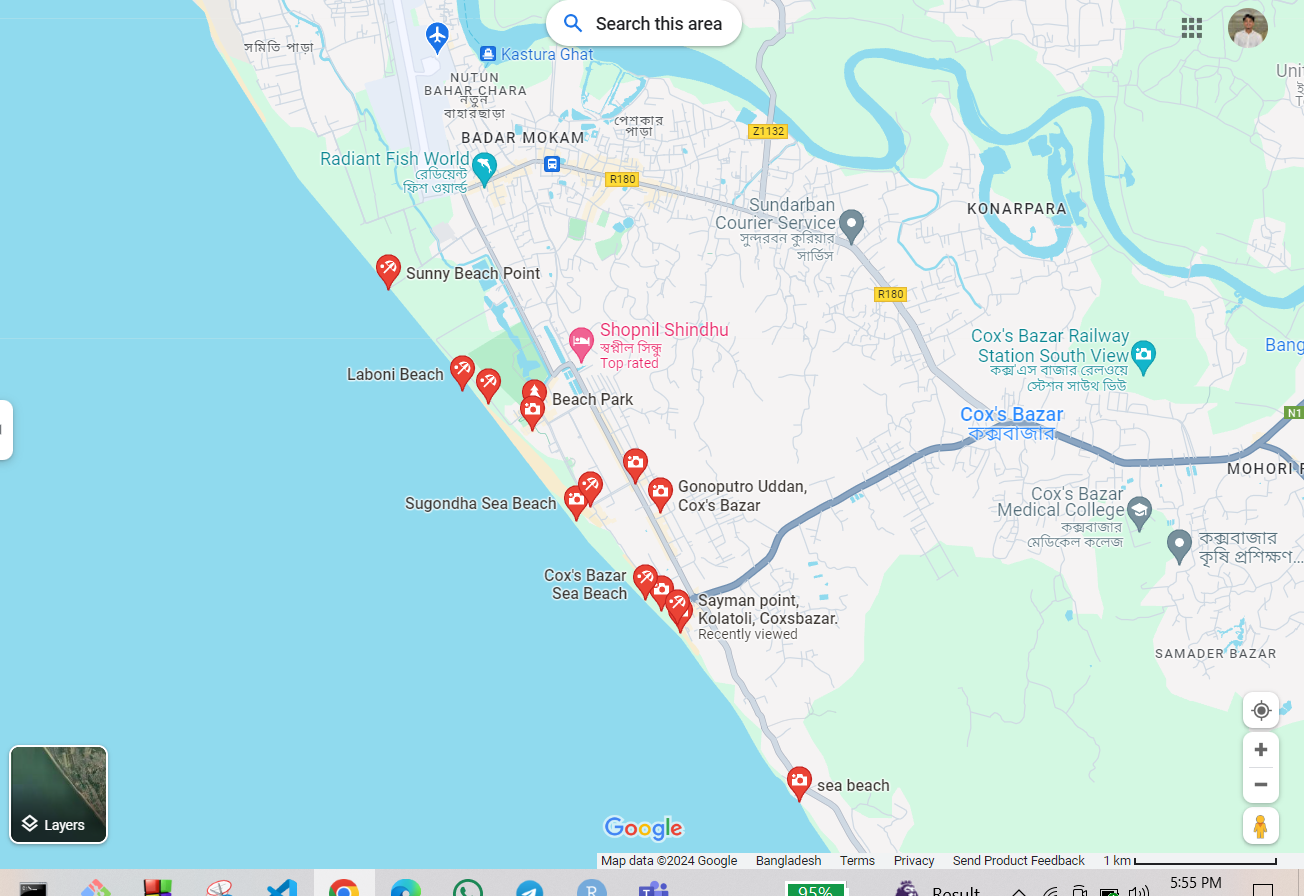 Search this area
সমিতি পাড়া
Kastura Ghat
NUTUN
BAHAR CHARA
নতুন
বাহারছাড়া
পেশকার
পাড়া
BADAR MOKAM
Z1132
Radiant Fish World
রেডিয়েন্ট
ফিশ ওয়ার্ল্ড
R180
Sundarban
Courier Service
সুন্দরবন কুরিয়ার
সার্ভিস
KONARPARA
Sunny Beach Point
R180
Shopnil Shindhu
স্বপ্নীল সিন্ধু
Top rated
Cox's Bazar Railway
Station South View
কক্স এস বাজার রেলওয়ে
স্টেশন সাউথ ভিউ
Laboni Beach
Beach Park
Cox's Bazar
কক্সবাজার
N1
MOHORI
Gonoputro Uddan,
Cox's Bazar
Sugondha Sea Beach
Cox's Bazar
Medical College
কক্সবাজার
মেডিকেল কলেজ
কক্সবাজার
কৃষি প্রশিক্ষণ...
Cox's Bazar
Sea Beach
Sayman point,
Kolatoli, Coxsbazar.
Recently viewed
SAMADER BAZAR
sea beach
Layers
Google
Map data ©2024 Google Bangladesh Terms Privacy Send Product Feedback 1 km
95%
Result
5:55 PM